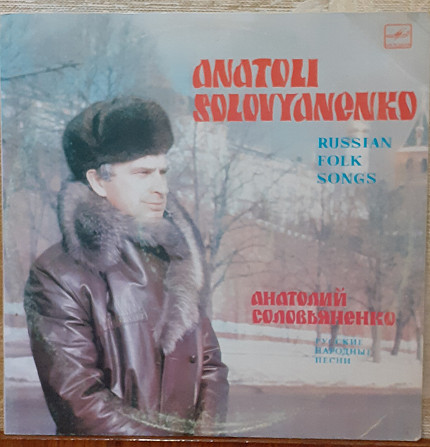 ANATOLI
SOLOVYANENKO
RUSSIAN
FOLK
SONGS
АНАТОЛИЙ
СОЛОВЬЯНЕНКО
РУССКИЕ
НАРОДНЫЕ
ПЕСНИ